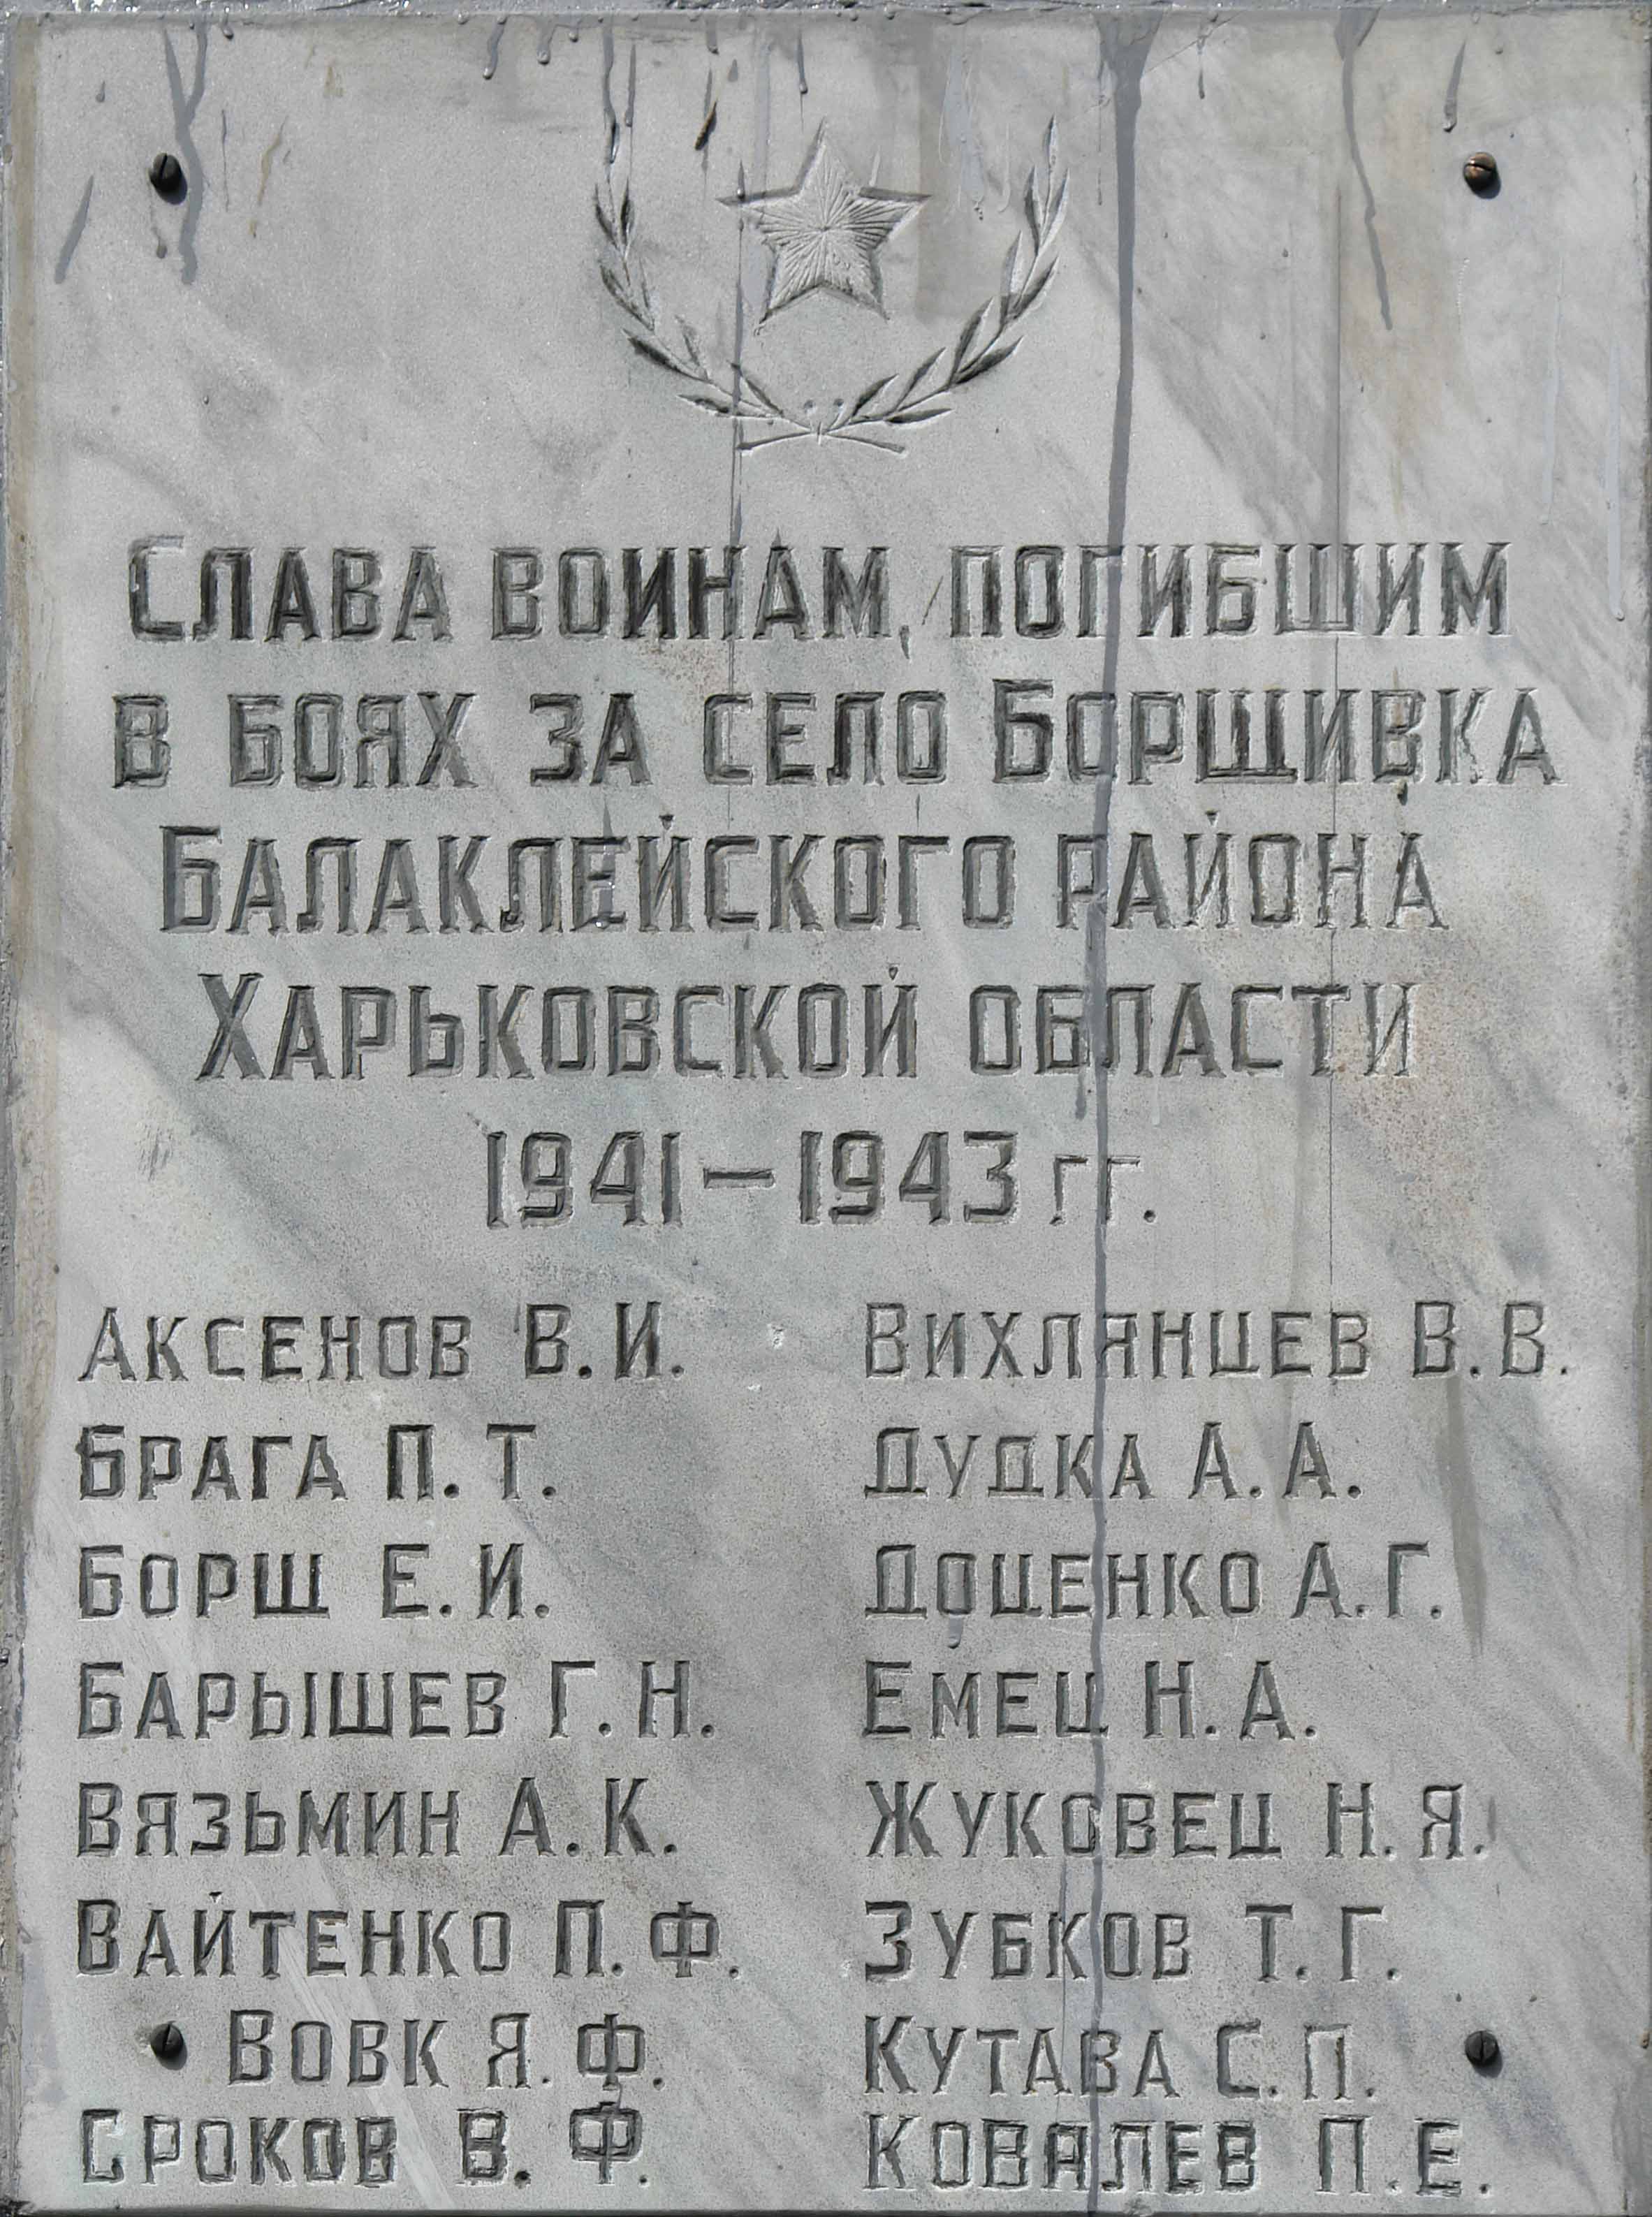 Слава воинам, погибшим
в боях за село Борщивка
Балаклейского района
Харьковской области
1941–1943 гг.
Аксенов В. И.
Брага П. Т.
Борш Е. И.
Барышев Г. Н.
Вязьмин А. К.
Вайтенко П. Ф.
Вовк Я. Ф.
Сроков В. Ф.
Вихлянцев В. В.
Дудка А. А.
Доценко А. Г.
Емец Н. А.
Жуковец Н. Я.
Зубков Т. Г.
Кутава С. П.
Ковалев П. Е.